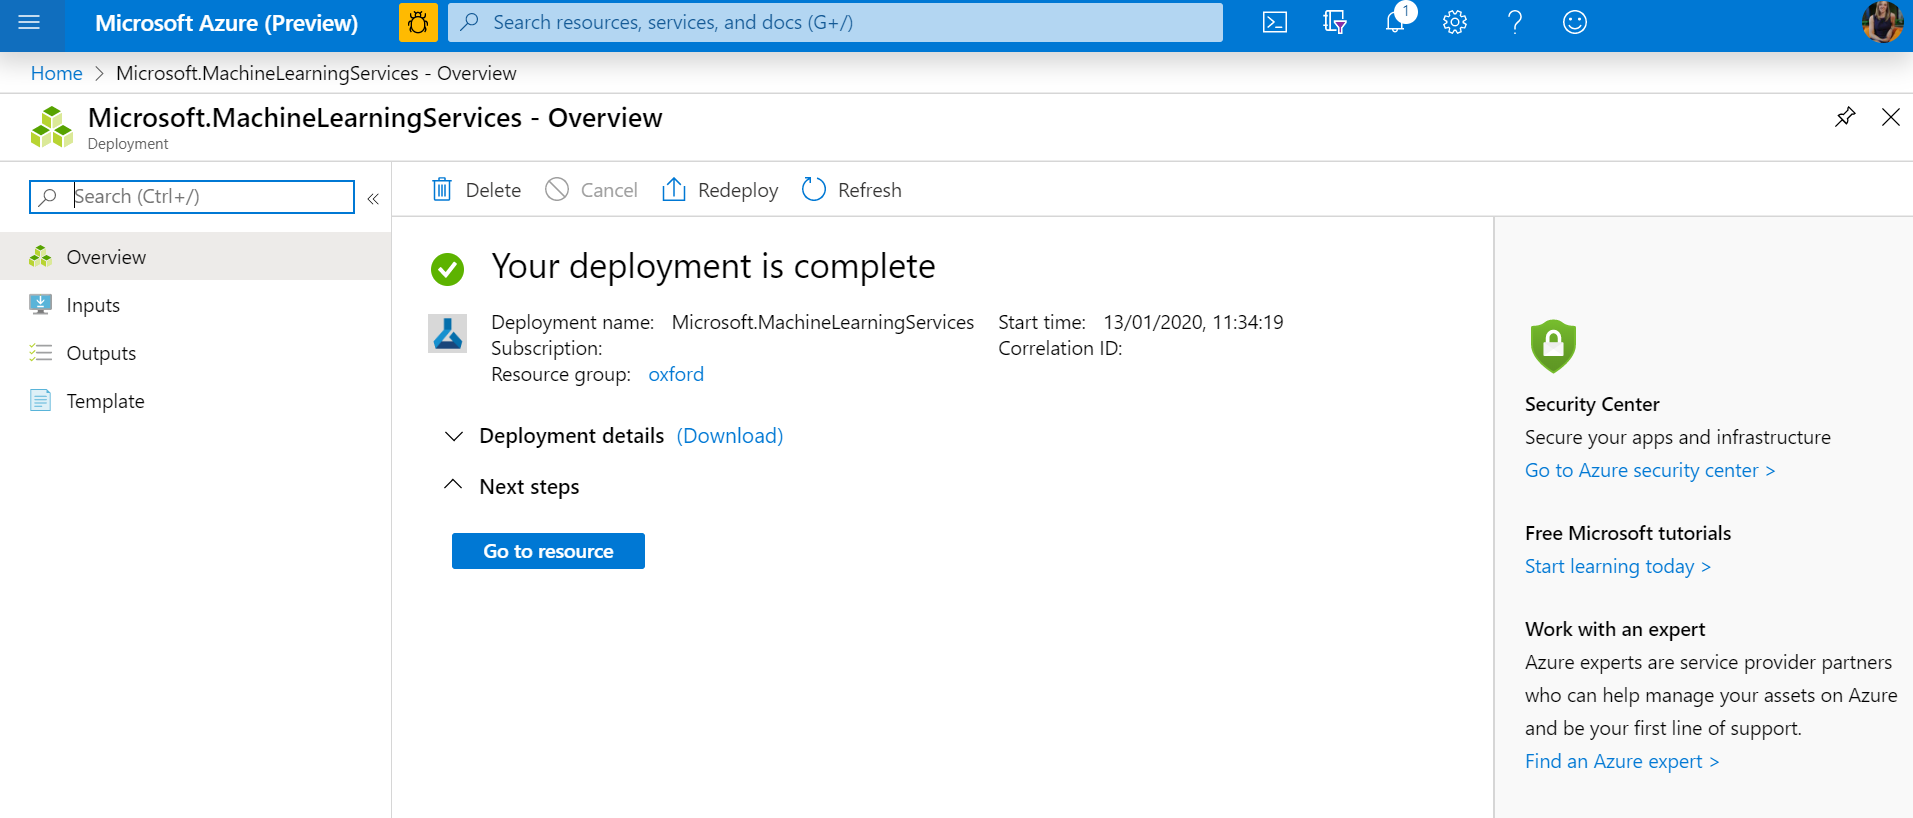 Microsoft Azure (Preview)
Search resources, services, and docs (G+/)
1
Home > Microsoft.MachineLearningServices - Overview
Microsoft.MachineLearningServices - Overview
Deployment
Search (Ctrl+/)
«
Overview
Inputs
Outputs
Template
Delete
Cancel
Redeploy
Refresh
Your deployment is complete
Deployment name: Microsoft.MachineLearningServices
Subscription:
Resource group: oxford
Start time: 13/01/2020, 11:34:19
Correlation ID:
Deployment details (Download)
Next steps
Go to resource
Security Center
Secure your apps and infrastructure
Go to Azure security center >
Free Microsoft tutorials
Start learning today >
Work with an expert
Azure experts are service provider partners
who can help manage your assets on Azure
and be your first line of support.
Find an Azure expert >